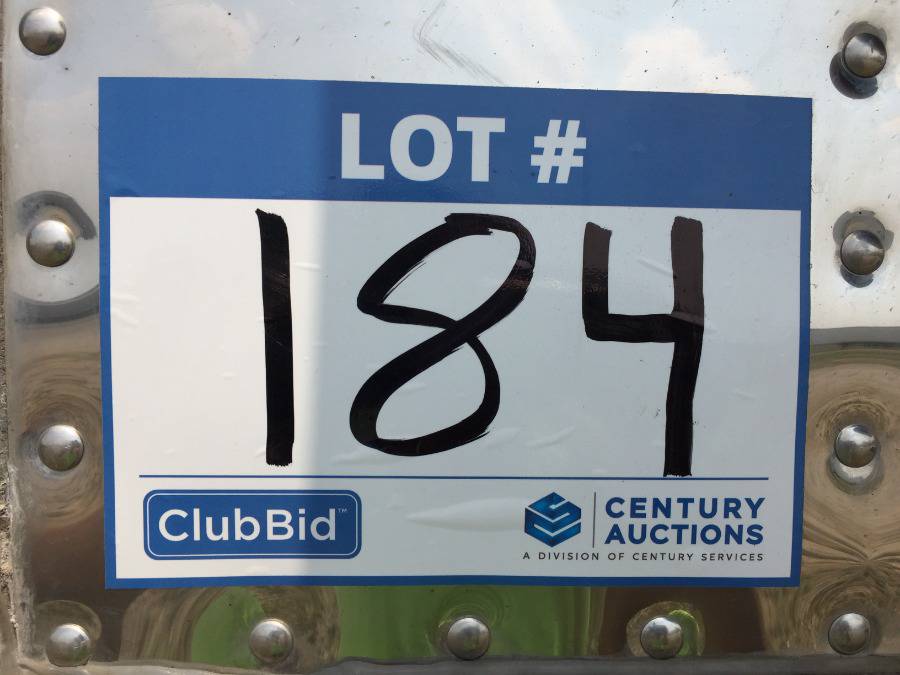 LOT #
184
ClubBid™
CENTURY
AUCTIONS
A DIVISION OF CENTURY SERVICES